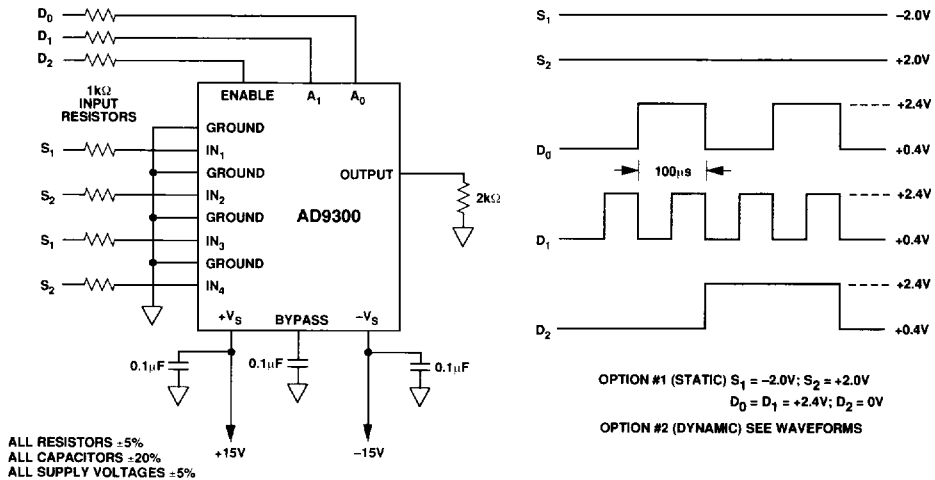 D0
D1
D2
1kΩ
INPUT
RESISTORS
ENABLE A1 A0
GROUND
S1 IN1
GROUND
S2 IN2
GROUND
S1 IN3
GROUND
S2 IN4
OUTPUT
AD9300
2kΩ
+VS BYPASS −VS
0.1μF 0.1μF 0.1μF
+15V −15V
ALL RESISTORS ±5%
ALL CAPACITORS ±20%
ALL SUPPLY VOLTAGES ±5%
S1 −2.0V
S2 +2.0V
+2.4V
D0 +0.4V
100μs
+2.4V
D1 +0.4V
+2.4V
D2 +0.4V
OPTION #1 (STATIC) S1 = −2.0V; S2 = +2.0V
D0 = D1 = +2.4V; D2 = 0V
OPTION #2 (DYNAMIC) SEE WAVEFORMS